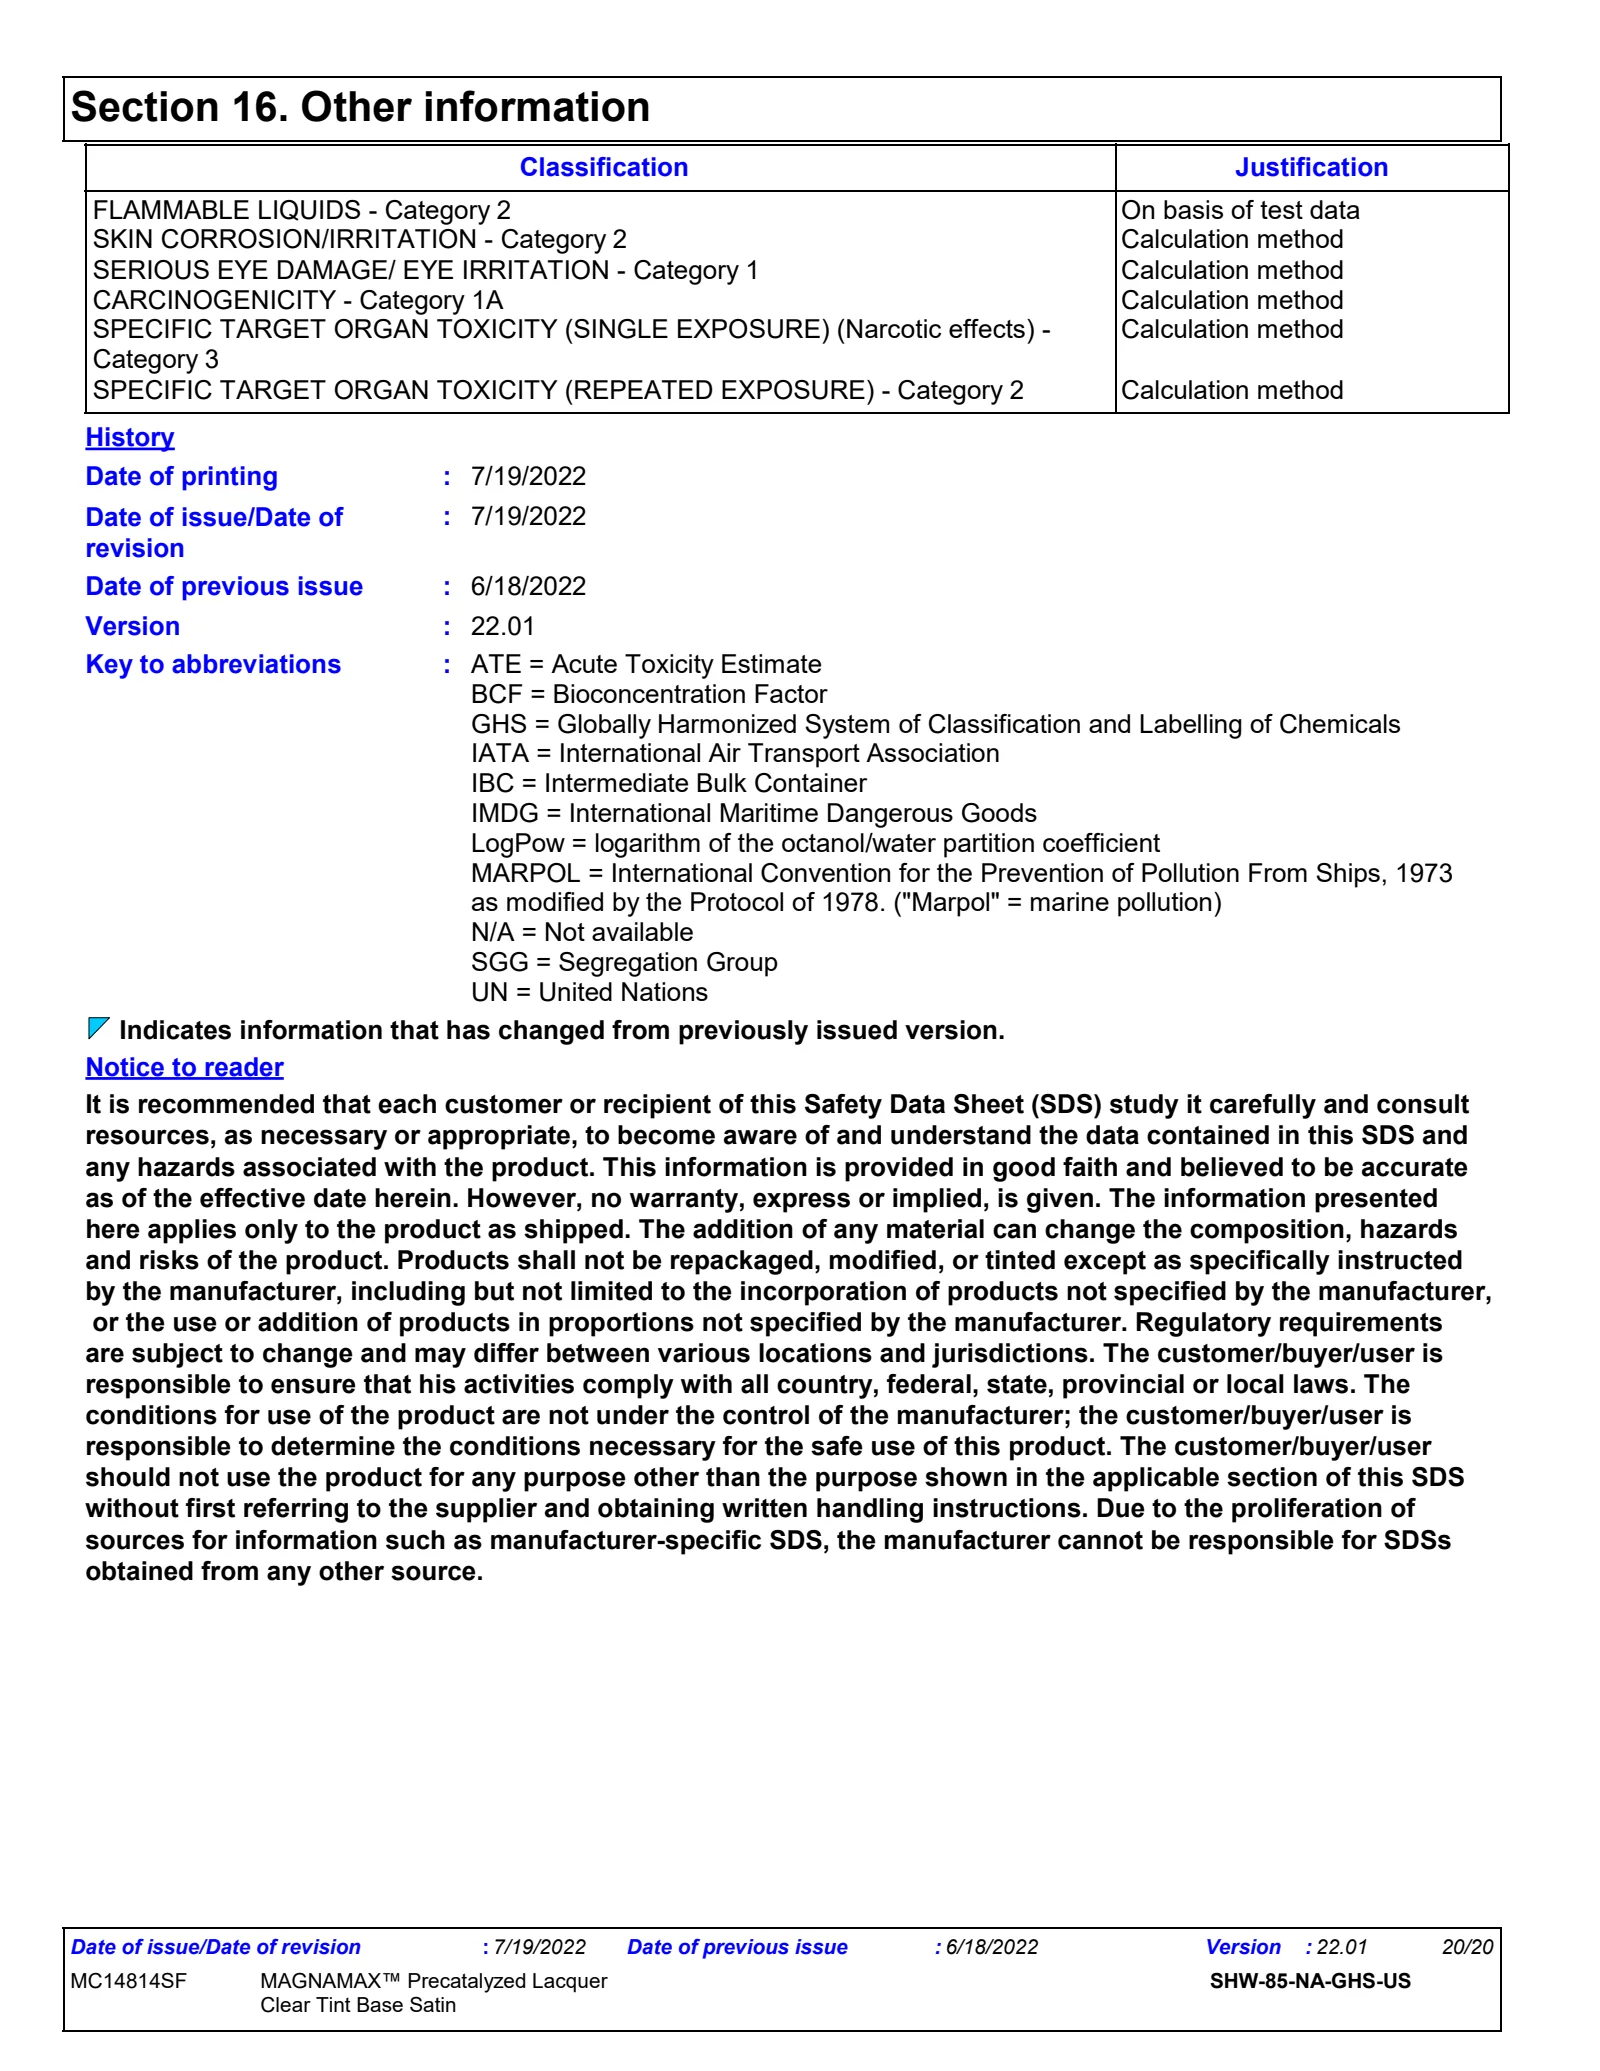 Section 16. Other information
Classification Justification
FLAMMABLE LIQUIDS - Category 2 On basis of test data
SKIN CORROSION/IRRITATION - Category 2 Calculation method
SERIOUS EYE DAMAGE/ EYE IRRITATION - Category 1 Calculation method
CARCINOGENICITY - Category 1A Calculation method
SPECIFIC TARGET ORGAN TOXICITY (SINGLE EXPOSURE) (Narcotic effects) - Calculation method
Category 3
SPECIFIC TARGET ORGAN TOXICITY (REPEATED EXPOSURE) - Category 2 Calculation method
History
Date of printing : 7/19/2022
Date of issue/Date of : 7/19/2022
revision
Date of previous issue : 6/18/2022
Version : 22.01
Key to abbreviations : ATE = Acute Toxicity Estimate
BCF = Bioconcentration Factor
GHS = Globally Harmonized System of Classification and Labelling of Chemicals
IATA = International Air Transport Association
IBC = Intermediate Bulk Container
IMDG = International Maritime Dangerous Goods
LogPow = logarithm of the octanol/water partition coefficient
MARPOL = International Convention for the Prevention of Pollution From Ships, 1973
as modified by the Protocol of 1978. ("Marpol" = marine pollution)
N/A = Not available
SGG = Segregation Group
UN = United Nations
Indicates information that has changed from previously issued version.
Notice to reader
It is recommended that each customer or recipient of this Safety Data Sheet (SDS) study it carefully and consult
resources, as necessary or appropriate, to become aware of and understand the data contained in this SDS and
any hazards associated with the product. This information is provided in good faith and believed to be accurate
as of the effective date herein. However, no warranty, express or implied, is given. The information presented
here applies only to the product as shipped. The addition of any material can change the composition, hazards
and risks of the product. Products shall not be repackaged, modified, or tinted except as specifically instructed
by the manufacturer, including but not limited to the incorporation of products not specified by the manufacturer,
or the use or addition of products in proportions not specified by the manufacturer. Regulatory requirements
are subject to change and may differ between various locations and jurisdictions. The customer/buyer/user is
responsible to ensure that his activities comply with all country, federal, state, provincial or local laws. The
conditions for use of the product are not under the control of the manufacturer; the customer/buyer/user is
responsible to determine the conditions necessary for the safe use of this product. The customer/buyer/user
should not use the product for any purpose other than the purpose shown in the applicable section of this SDS
without first referring to the supplier and obtaining written handling instructions. Due to the proliferation of
sources for information such as manufacturer-specific SDS, the manufacturer cannot be responsible for SDSs
obtained from any other source.
Date of issue/Date of revision : 7/19/2022 Date of previous issue : 6/18/2022 Version : 22.01 20/20
MC14814SF MAGNAMAX™ Precatalyzed Lacquer SHW-85-NA-GHS-US
Clear Tint Base Satin